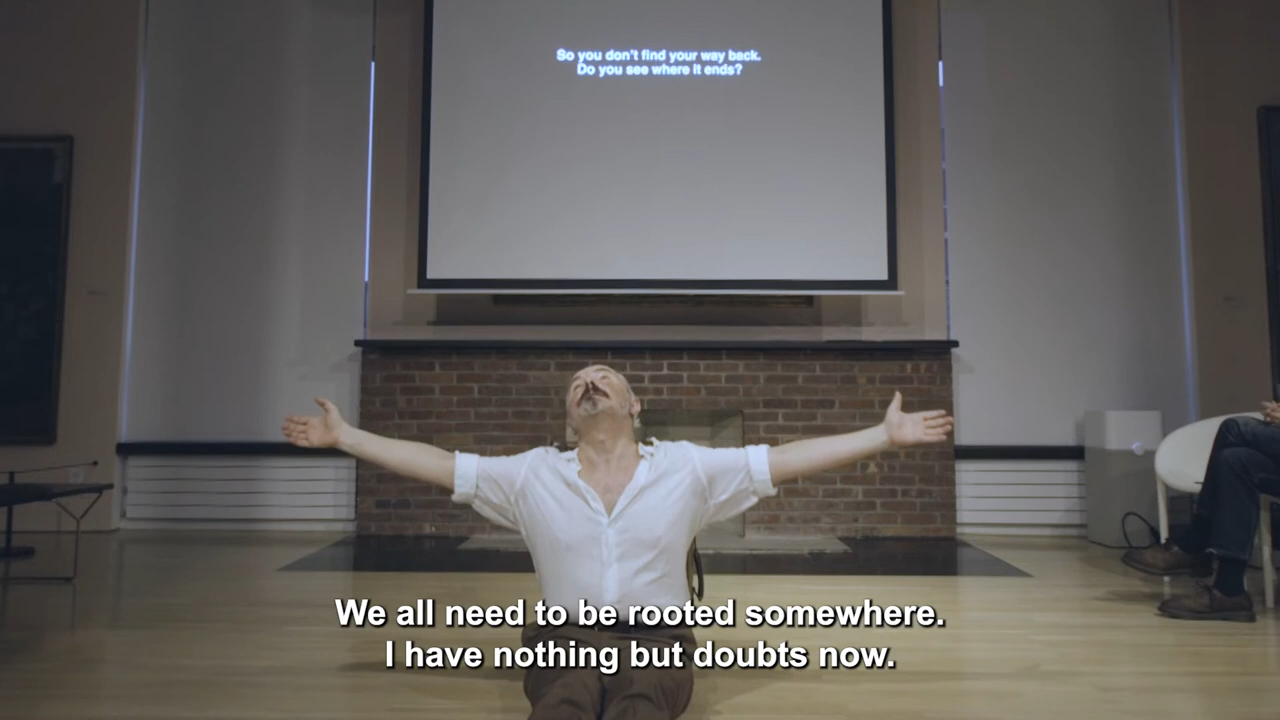 So you don't find your way back.
Do you see where it ends?
We all need to be rooted somewhere.
I have nothing but doubts now.